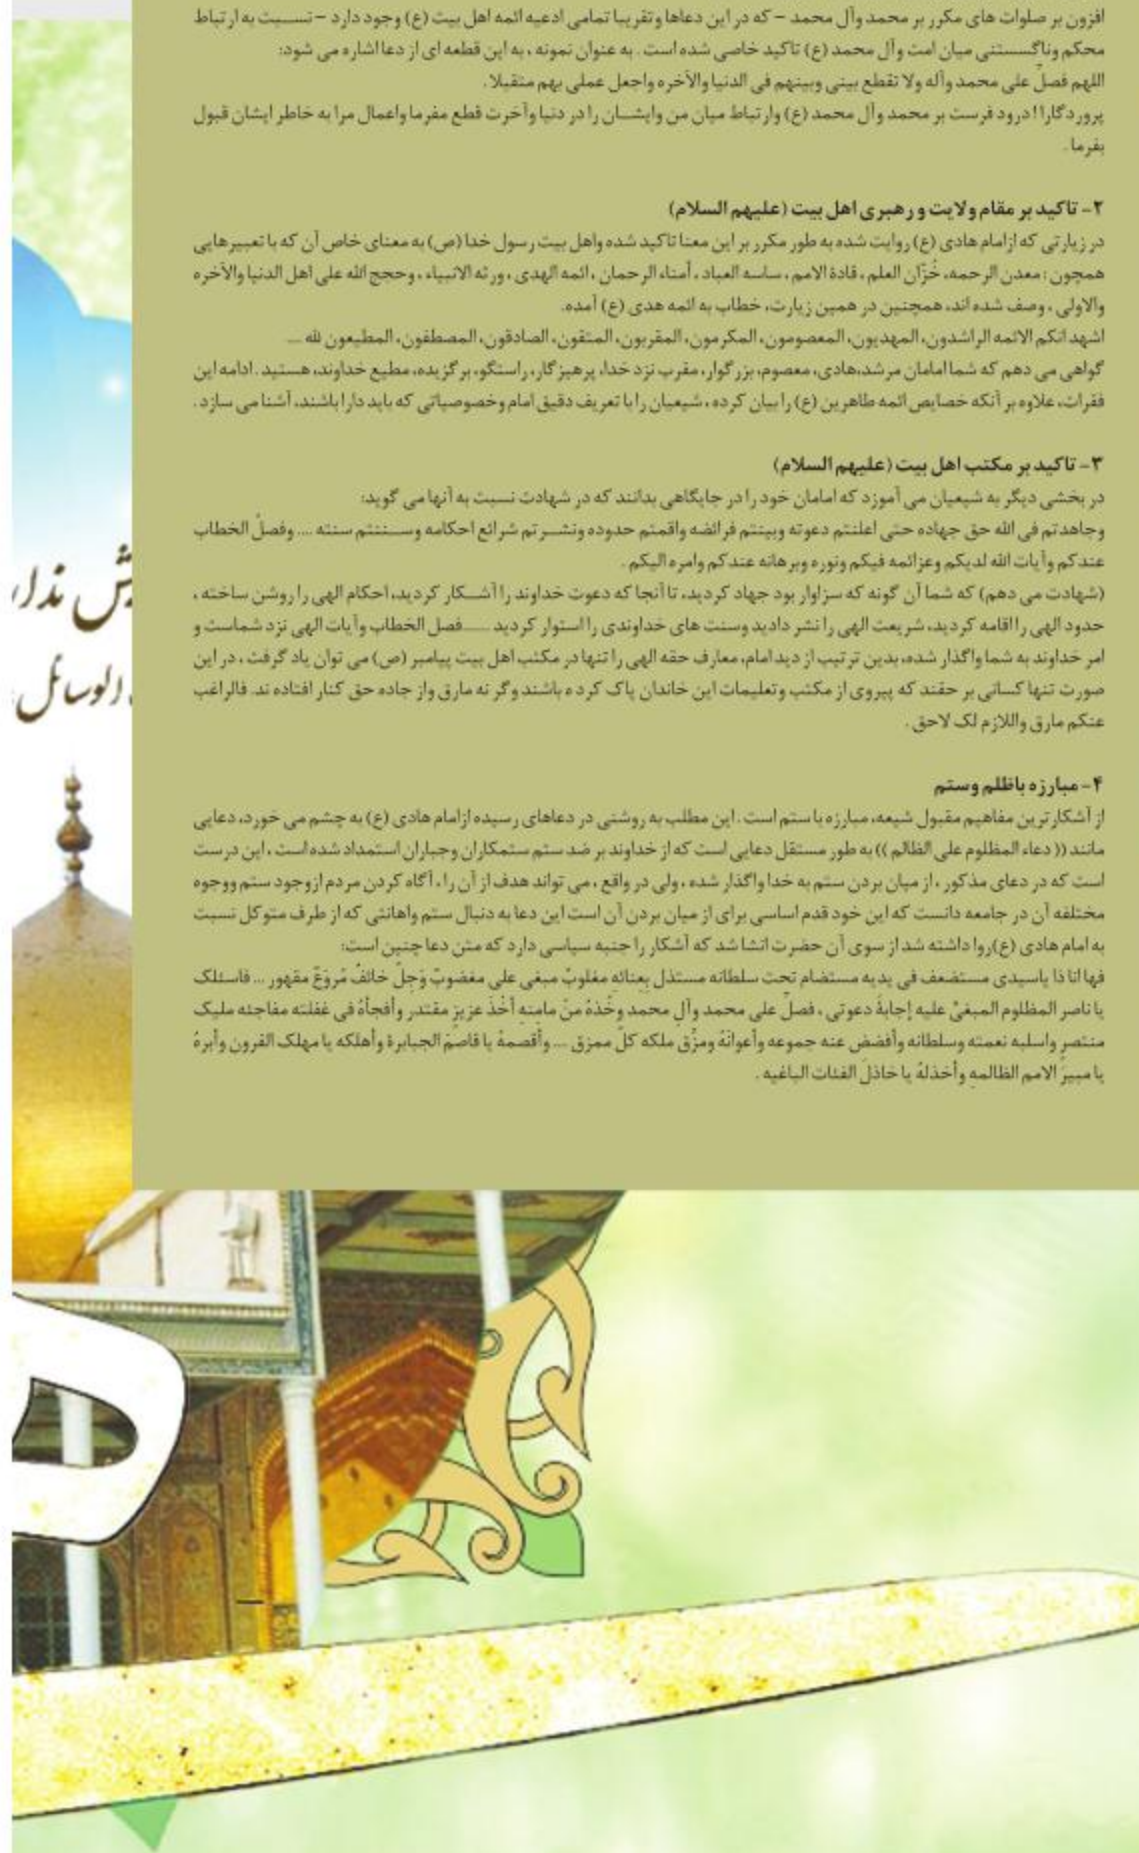 افزون بر صلوات های مکرر بر محمد وآل محمد – که در این دعاها وتقریبا تمامی ادعیه ائمه اهل بیت (ع) وجود دارد – نسبت به ارتباط
محکم وناگسستنی میان امت وآل محمد (ع) تاکید خاصی شده است . به عنوان نمونه ، به این قطعه ای از دعا اشاره می شود:
اللهم فصلِّ علی محمد وآله ولا تقطع بینی وبینهم فی الدنیا والآخره واجعل عملی بهم متقبلا .
پروردگارا! درود فرست بر محمد وآل محمد (ع) وارتباط میان من وایشان را در دنیا وآخرت قطع مفرما واعمال مرا به خاطر ایشان قبول
بفرما .
۲- تاکید بر مقام ولایت و رهبری اهل بیت (علیهم السلام)
در زیارتی که ازامام هادی (ع) روایت شده به طور مکرر بر این معنا تاکید شده واهل بیت رسول خدا (ص) به معنای خاص آن که با تعبیرهایی
همچون : معدن الرحمه، خُزّان العلم ، قادة الامم ، ساسه العباد ، أمناء الرحمان ، ائمه الهدی ، ورثه الانبیاء ، وحجج الله علی اهل الدنیا والآخره
والاولی ، وصف شده اند، همچنین در همین زیارت، خطاب به ائمه هدی (ع) آمده.
اشهد انکم الائمه الراشدون، المهدیون، المعصومون، المکرمون، المقربون، المتقون، الصادقون، المصطفون، المطیعون لله ...
گواهی می دهم که شما امامان مرشد،هادی، معصوم، بزرگوار، مقرب نزد خدا، پرهیزگار، راستگو، برگزیده، مطیع خداوند، هستید . ادامه این
فقرات، علاوه بر آنکه خصایص ائمه طاهرین (ع) را بیان کرده ، شیعیان را با تعریف دقیق امام وخصوصیاتی که باید دارا باشند، آشنا می سازد .
۳- تاکید بر مکتب اهل بیت (علیهم السلام)
در بخشی دیگر به شیعیان می آموزد که امامان خود را در جایگاهی بدانند که در شهادت نسبت به آنها می گوید:
وجاهدتم فی الله حق جهاده حتی اعلنتم دعوته وبینتم فرائضه واقمتم حدوده ونشرتم شرائع احکامه وسننتم سنته .... وفصلُ الخطاب
عندکم وآیات الله لدیکم وعزائمه فیکم ونوره وبرهانه عندکم وامره الیکم .
(شهادت می دهم) که شما آن گونه که سزاوار بود جهاد کردید، تا آنجا که دعوت خداوند را آشکار کردید، احکام الهی را روشن ساخته ،
حدود الهی را اقامه کردید، شریعت الهی را نشر دادید وسنت های خداوندی را استوار کردید ......فصل الخطاب وآیات الهی نزد شماست و
امر خداوند به شما واگذار شده، بدین ترتیب از دید امام، معارف حقه الهی را تنها در مکتب اهل بیت پیامبر (ص) می توان یاد گرفت ، در این
صورت تنها کسانی بر حقند که پیروی از مکتب وتعلیمات این خاندان پاک کرده باشند وگر نه مارق واز جاده حق کنار افتاده ند. فالراغب
عنکم مارق واللازم لک لاحق .
۴- مبارزه باظلم وستم
از آشکارترین مفاهیم مقبول شیعه، مبارزه با ستم است . این مطلب به روشنی در دعاهای رسیده ازامام هادی (ع) به چشم می خورد، دعایی
مانند (( دعاء المظلوم علی الظالم )) به طور مستقل دعایی است که از خداوند بر ضد ستم ستمکاران وجباران استمداد شده است ، این درست
است که در دعای مذکور ، از میان بردن ستم به خدا واگذار شده ، ولی در واقع ، می تواند هدف از آن را ، آگاه کردن مردم ازوجود ستم ووجوه
مختلفه آن در جامعه دانست که این خود قدم اساسی برای از میان بردن آن است این دعا به دنبال ستم واهانتی که از طرف متوکل نسبت
به امام هادی (ع)روا داشته شد از سوی آن حضرت انشا شد که آشکار را جنبه سیاسی دارد که متن دعا چنین است:
فها انا ذا یاسیدی مستضعف فی یدیه مستضام تحت سلطانه مستذل بِعنائه مغلوبٌ مبغی علی مغضوبٌ وَجِلٌ خائفٌ مُروّعٌ مقهور ... فاسئلک
یا ناصر المظلوم المبغیِّ علیه إجابةَ دعوتی ، فصلِّ علی محمد وآل محمد وخُذهُ منْ مامنه أخْذَ عزیزٍ مقتدر وأفجأهُ فی غفلته مفاجئه ملیک
منتصر واسلبه نعمته وسلطانه وأفضض عنه جموعه وأعوانَهُ ومزّق ملکه کلّ ممزق ... وأقصمهُ یا قاصمَ الجبابرة وأهلکه یا مهلک القرون وأبرهُ
یا مبیرَ الامم الظالمه وأخذلهُ یا خاذلَ الفئات الباغیه .
الوسائل